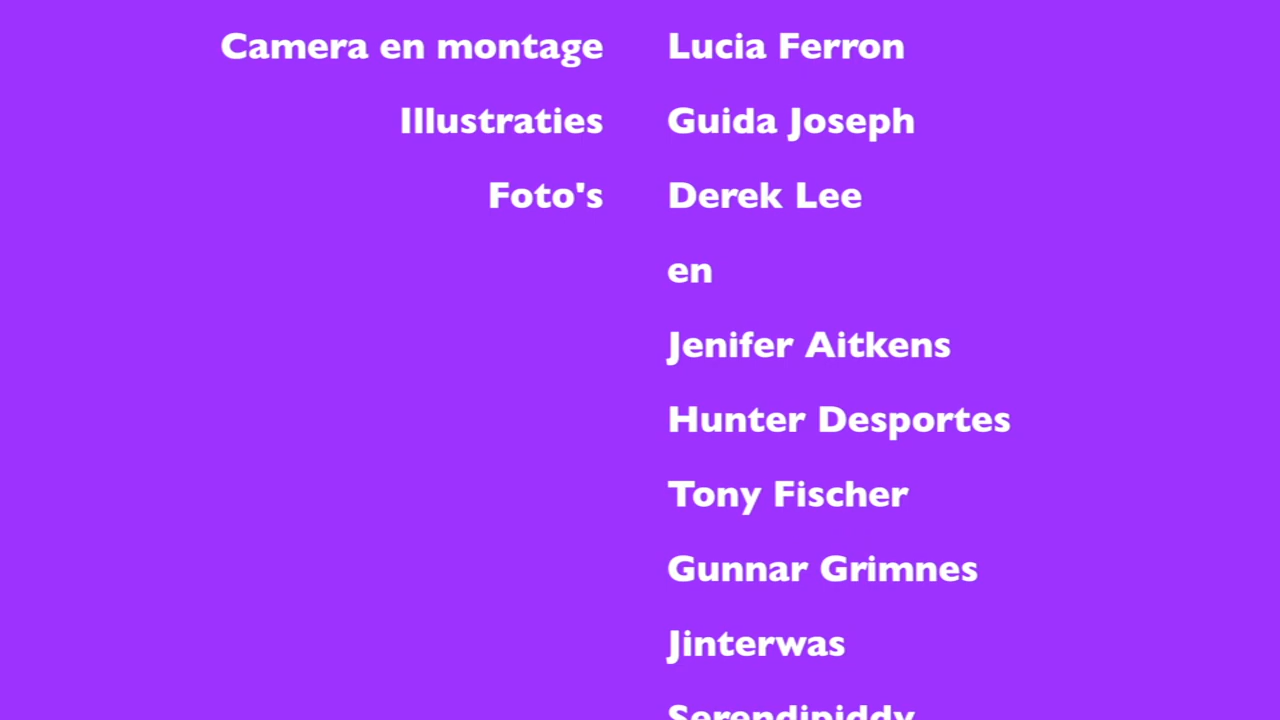 Camera en montage Lucia Ferron
Illustraties Guida Joseph
Foto's Derek Lee
en
Jenifer Aitkens
Hunter Desportes
Tony Fischer
Gunnar Grimnes
Jinterwas
Serendipiddy